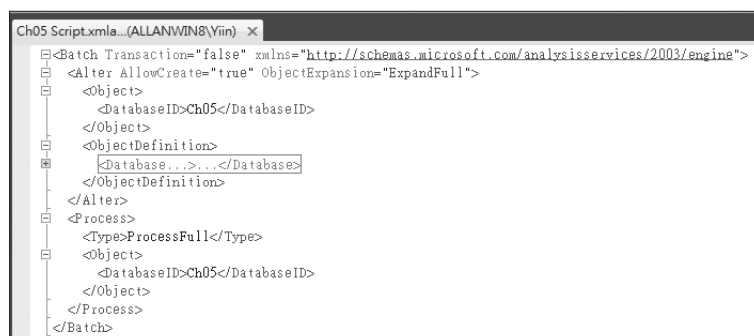 Ch05 Script.xmla...(ALLANWIN8\Yiin) ×
<Batch Transaction="false" xmlns="http://schemas.microsoft.com/analysisservices/2003/engine">
<Alter AllowCreate="true" ObjectExpansion="ExpandFull">
<Object>
<DatabaseID>Ch05</DatabaseID>
</Object>
<ObjectDefinition>
<Database...>...</Database>
</ObjectDefinition>
</Alter>
<Process>
<Type>ProcessFull</Type>
<Object>
<DatabaseID>Ch05</DatabaseID>
</Object>
</Process>
</Batch>